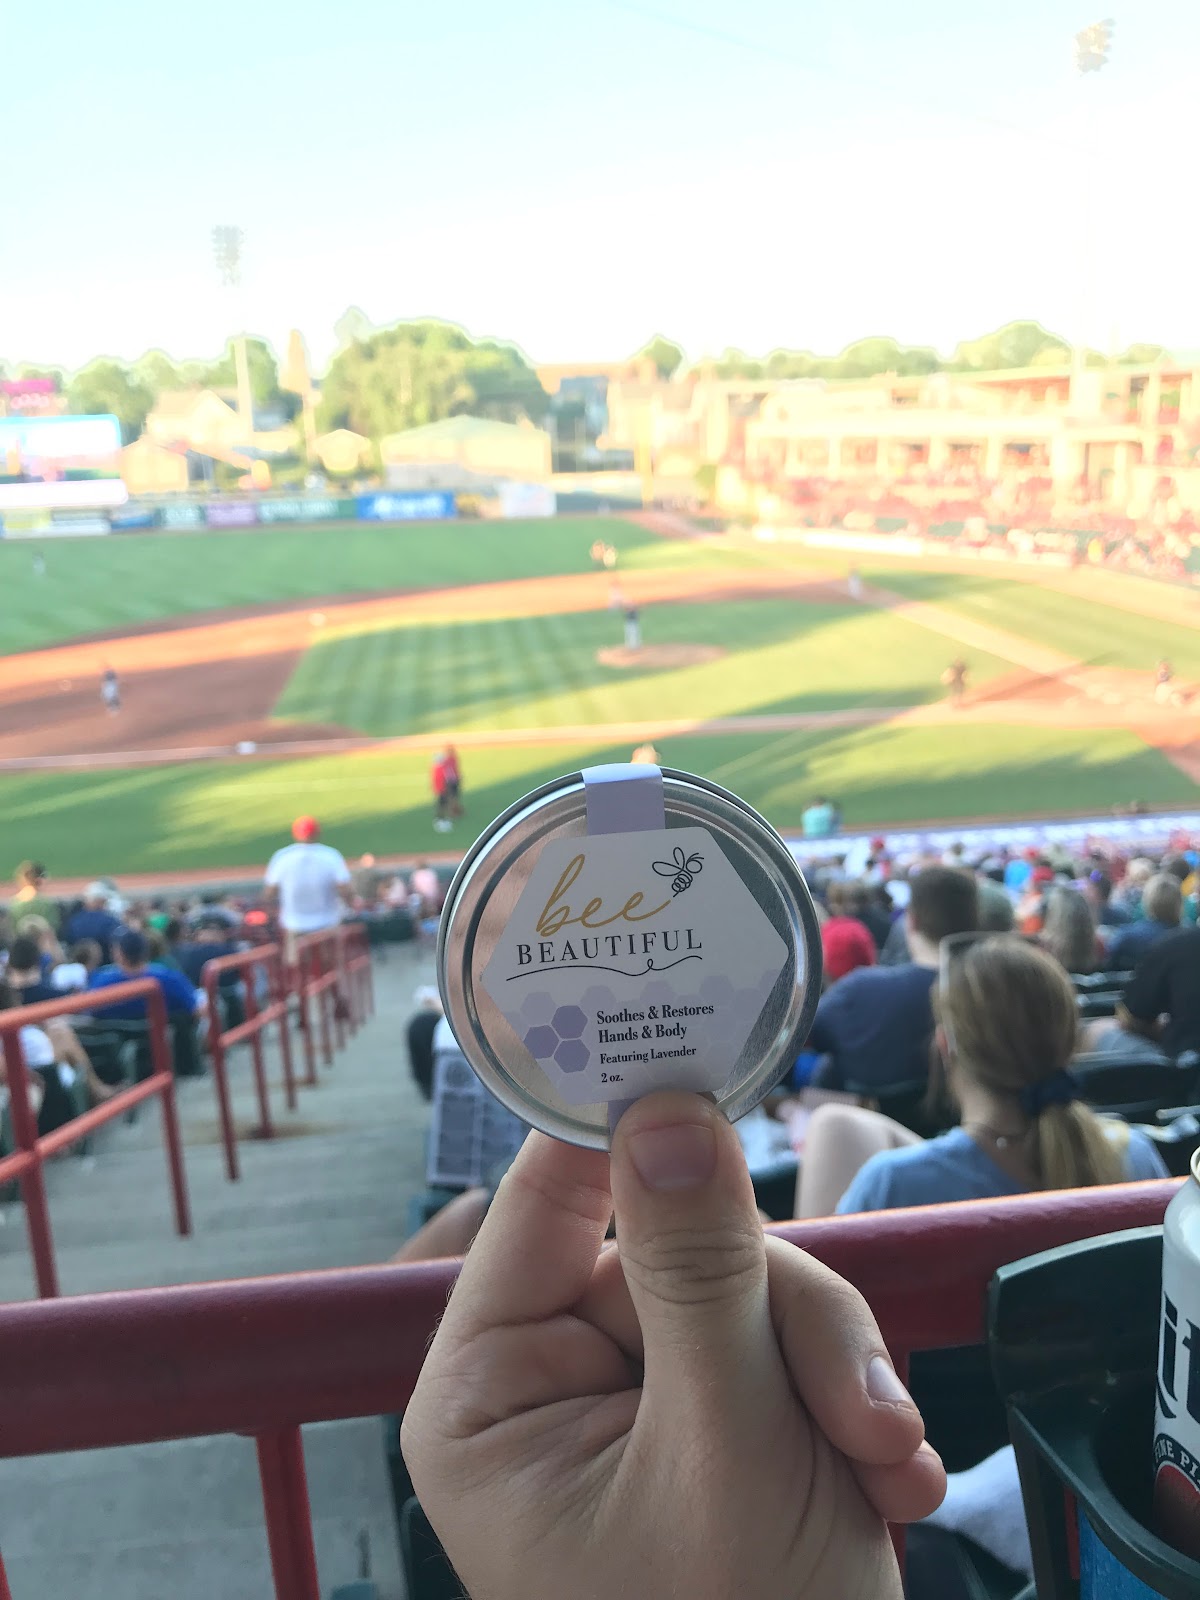 bee
BEAUTIFUL
Soothes & Restores
Hands & Body
Featuring Lavender
2 oz.